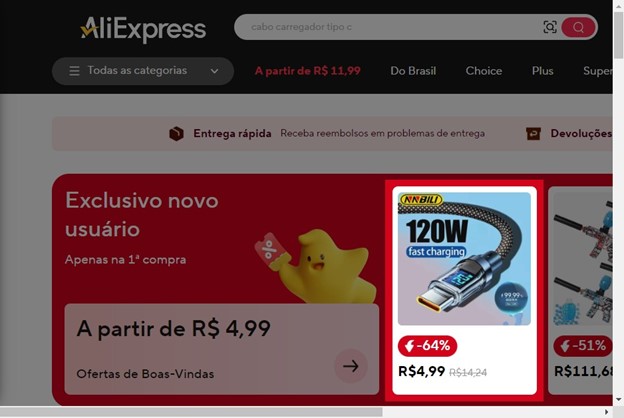 AliExpress
cabo carregador tipo c
Todas as categorias
A partir de R$ 11,99
Do Brasil
Choice
Plus
Super
Entrega rápida
Receba reembolsos em problemas de entrega
Devoluções
Exclusivo novo
usuário
Apenas na 1ª compra
%
A partir de R$ 4,99
Ofertas de Boas-Vindas
120W
fast charging
-64%
R$4,99 R$14,24
-51%
R$111,68